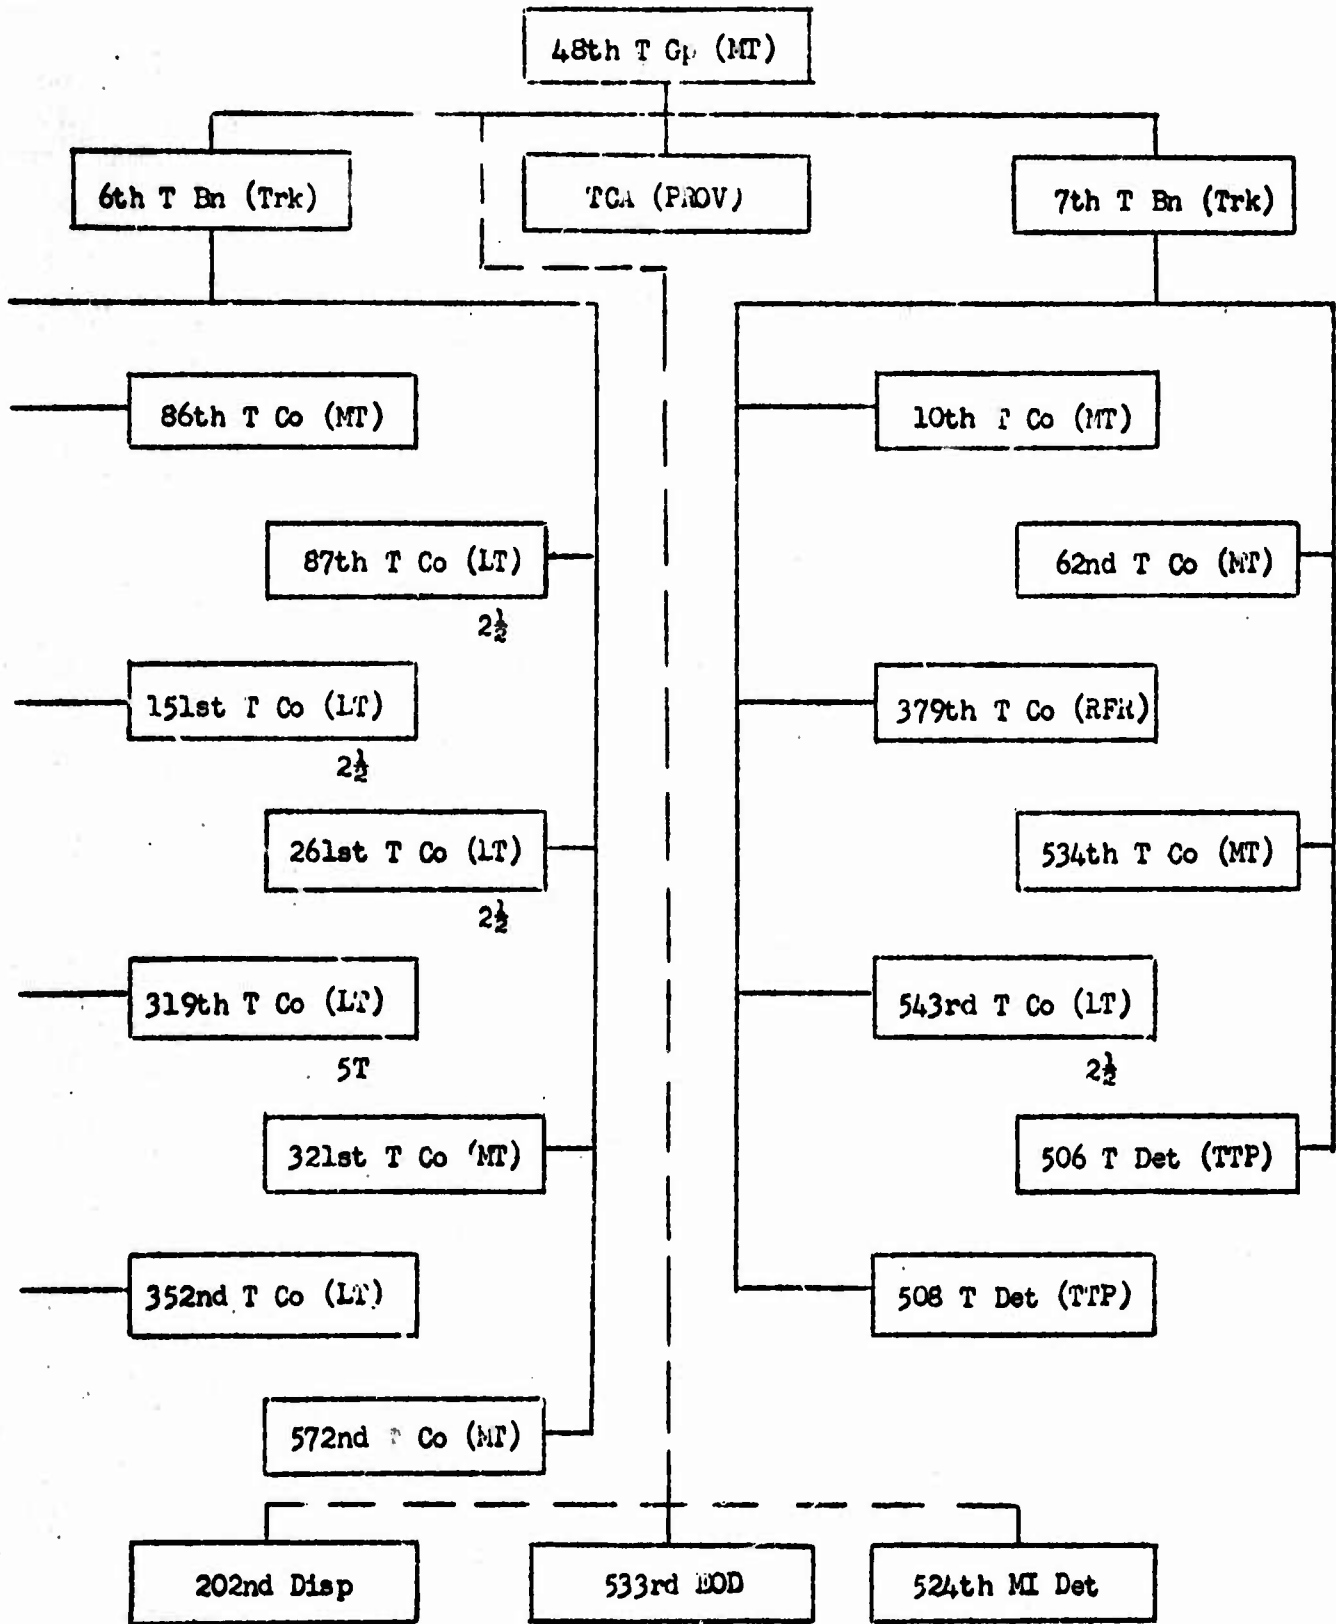 48th T Gp (MT)
6th T Bn (Trk)
TCA (PROV)
7th T Bn (Trk)
86th T Co (MT)
10th T Co (MT)
87th T Co (LT)
2½
62nd T Co (MT)
151st T Co (LT)
2½
379th T Co (RFR)
261st T Co (LT)
2½
534th T Co (MT)
319th T Co (LT)
5T
543rd T Co (LT)
2½
321st T Co (MT)
506 T Det (TTP)
352nd T Co (LT)
508 T Det (TTP)
572nd T Co (MT)
202nd Disp
533rd EOD
524th MI Det